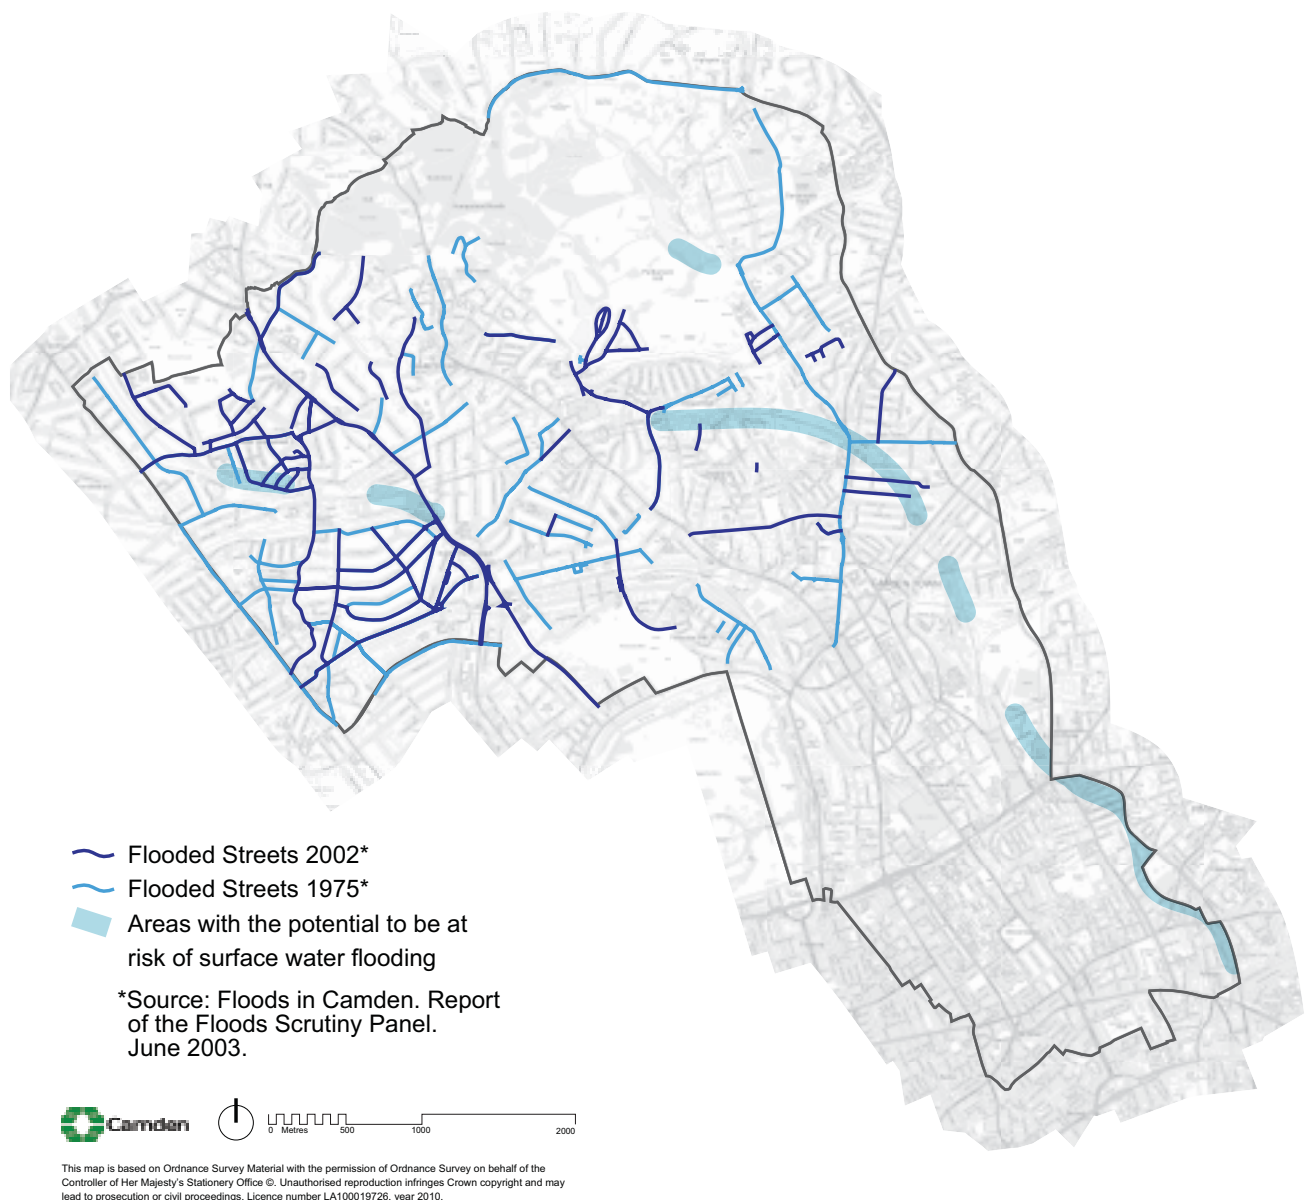 Flooded Streets 2002*
Flooded Streets 1975*
Areas with the potential to be at
risk of surface water flooding
*Source: Floods in Camden. Report
of the Floods Scrutiny Panel.
June 2003.
Camden
0 Metres 500 1000 2000
This map is based on Ordnance Survey Material with the permission of Ordnance Survey on behalf of the
Controller of Her Majesty's Stationery Office ©. Unauthorised reproduction infringes Crown copyright and may
lead to prosecution or civil proceedings. Licence number LA100019726, year 2010.